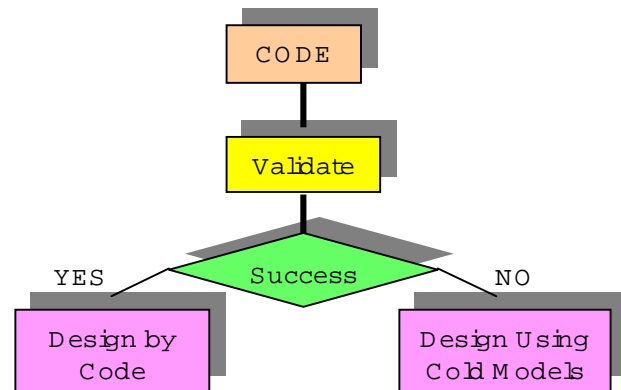 CODE
Validate
Success
YES
NO
Design by
Code
Design Using
Cold Models